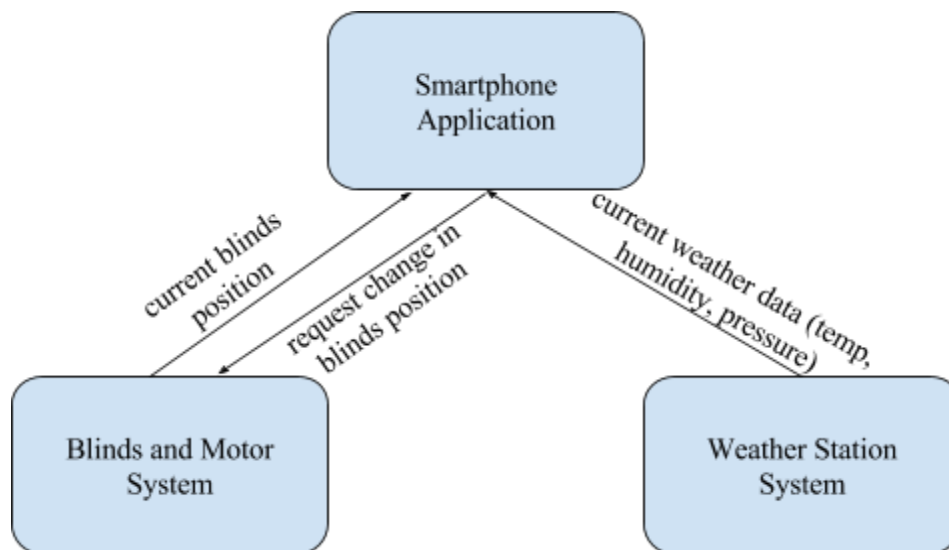 Smartphone
Application
current blinds
position
request change in
blinds position
current weather data (temp,
humidity, pressure)
Blinds and Motor
System
Weather Station
System